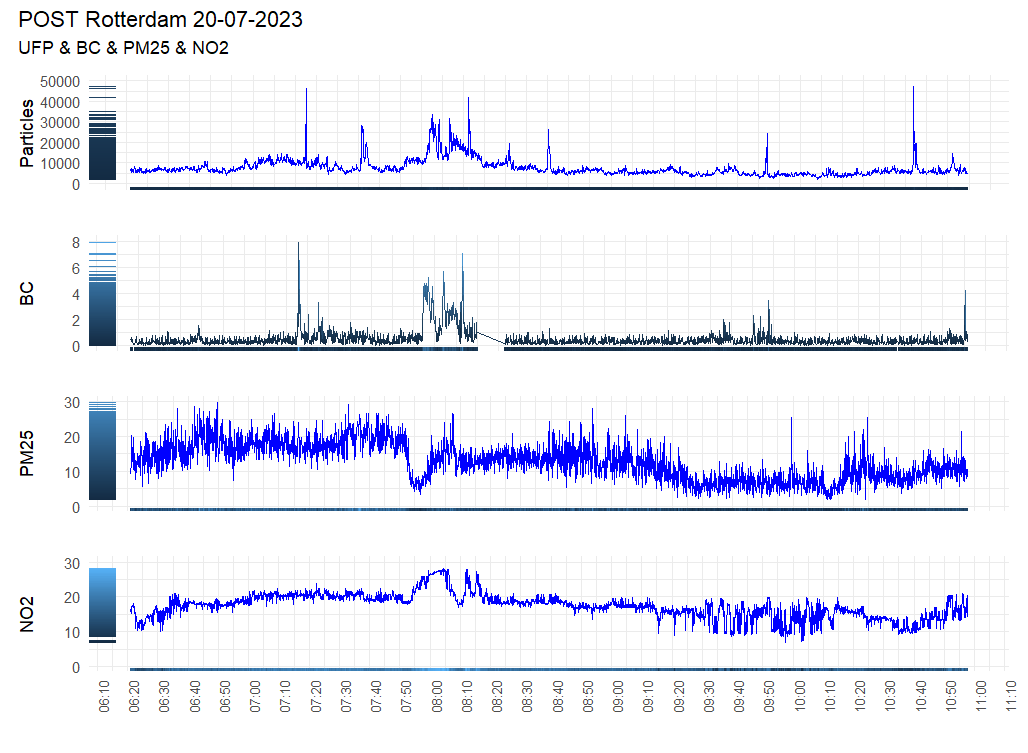 POST Rotterdam 20-07-2023
UFP & BC & PM25 & NO2
Particles
50000
40000
30000
20000
10000
0
BC
8
6
4
2
0
PM25
30
20
10
0
NO2
30
20
10
0
06:10 06:20 06:30 06:40 06:50 07:00 07:10 07:20 07:30 07:40 07:50 08:00 08:10 08:20 08:30 08:40 08:50 09:00 09:10 09:20 09:30 09:40 09:50 10:00 10:10 10:20 10:30 10:40 10:50 11:00 11:10